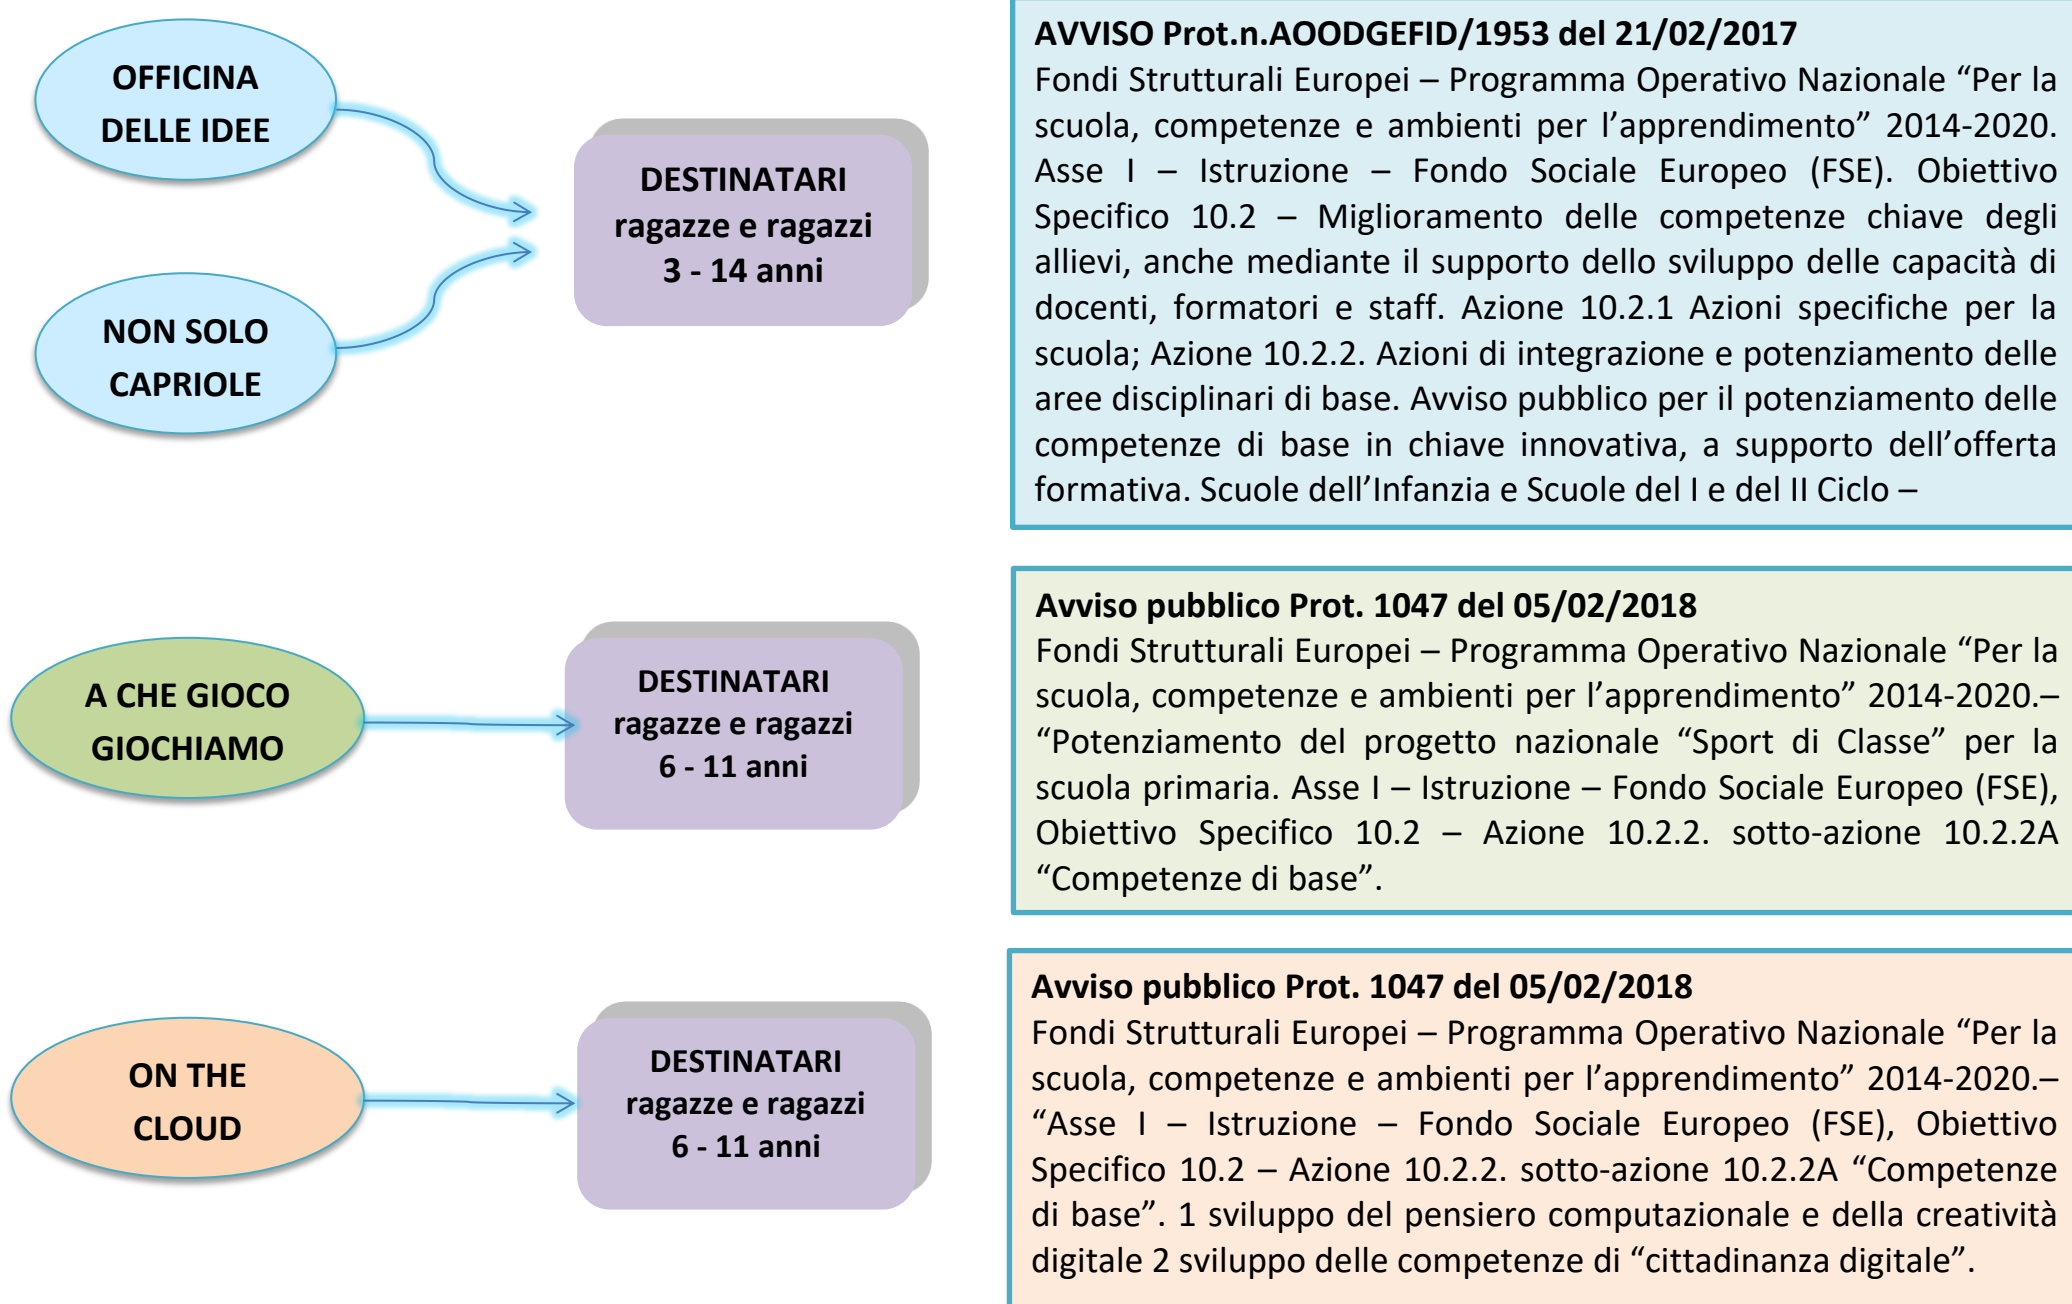 OFFICINA
DELLE IDEE
NON SOLO
CAPRIOLE
DESTINATARI
ragazze e ragazzi
3 - 14 anni
AVVISO Prot.n.AOODGEFID/1953 del 21/02/2017
Fondi Strutturali Europei – Programma Operativo Nazionale “Per la
scuola, competenze e ambienti per l’apprendimento” 2014-2020.
Asse I – Istruzione – Fondo Sociale Europeo (FSE). Obiettivo
Specifico 10.2 – Miglioramento delle competenze chiave degli
allievi, anche mediante il supporto dello sviluppo delle capacità di
docenti, formatori e staff. Azione 10.2.1 Azioni specifiche per la
scuola; Azione 10.2.2. Azioni di integrazione e potenziamento delle
aree disciplinari di base. Avviso pubblico per il potenziamento delle
competenze di base in chiave innovativa, a supporto dell’offerta
formativa. Scuole dell’Infanzia e Scuole del I e del II Ciclo –
A CHE GIOCO
GIOCHIAMO
DESTINATARI
ragazze e ragazzi
6 - 11 anni
Avviso pubblico Prot. 1047 del 05/02/2018
Fondi Strutturali Europei – Programma Operativo Nazionale “Per la
scuola, competenze e ambienti per l’apprendimento” 2014-2020.–
“Potenziamento del progetto nazionale “Sport di Classe” per la
scuola primaria. Asse I – Istruzione – Fondo Sociale Europeo (FSE),
Obiettivo Specifico 10.2 – Azione 10.2.2. sotto-azione 10.2.2A
“Competenze di base”.
ON THE
CLOUD
DESTINATARI
ragazze e ragazzi
6 - 11 anni
Avviso pubblico Prot. 1047 del 05/02/2018
Fondi Strutturali Europei – Programma Operativo Nazionale “Per la
scuola, competenze e ambienti per l’apprendimento” 2014-2020.–
“Asse I – Istruzione – Fondo Sociale Europeo (FSE), Obiettivo
Specifico 10.2 – Azione 10.2.2. sotto-azione 10.2.2A “Competenze
di base”. 1 sviluppo del pensiero computazionale e della creatività
digitale 2 sviluppo delle competenze di “cittadinanza digitale”.